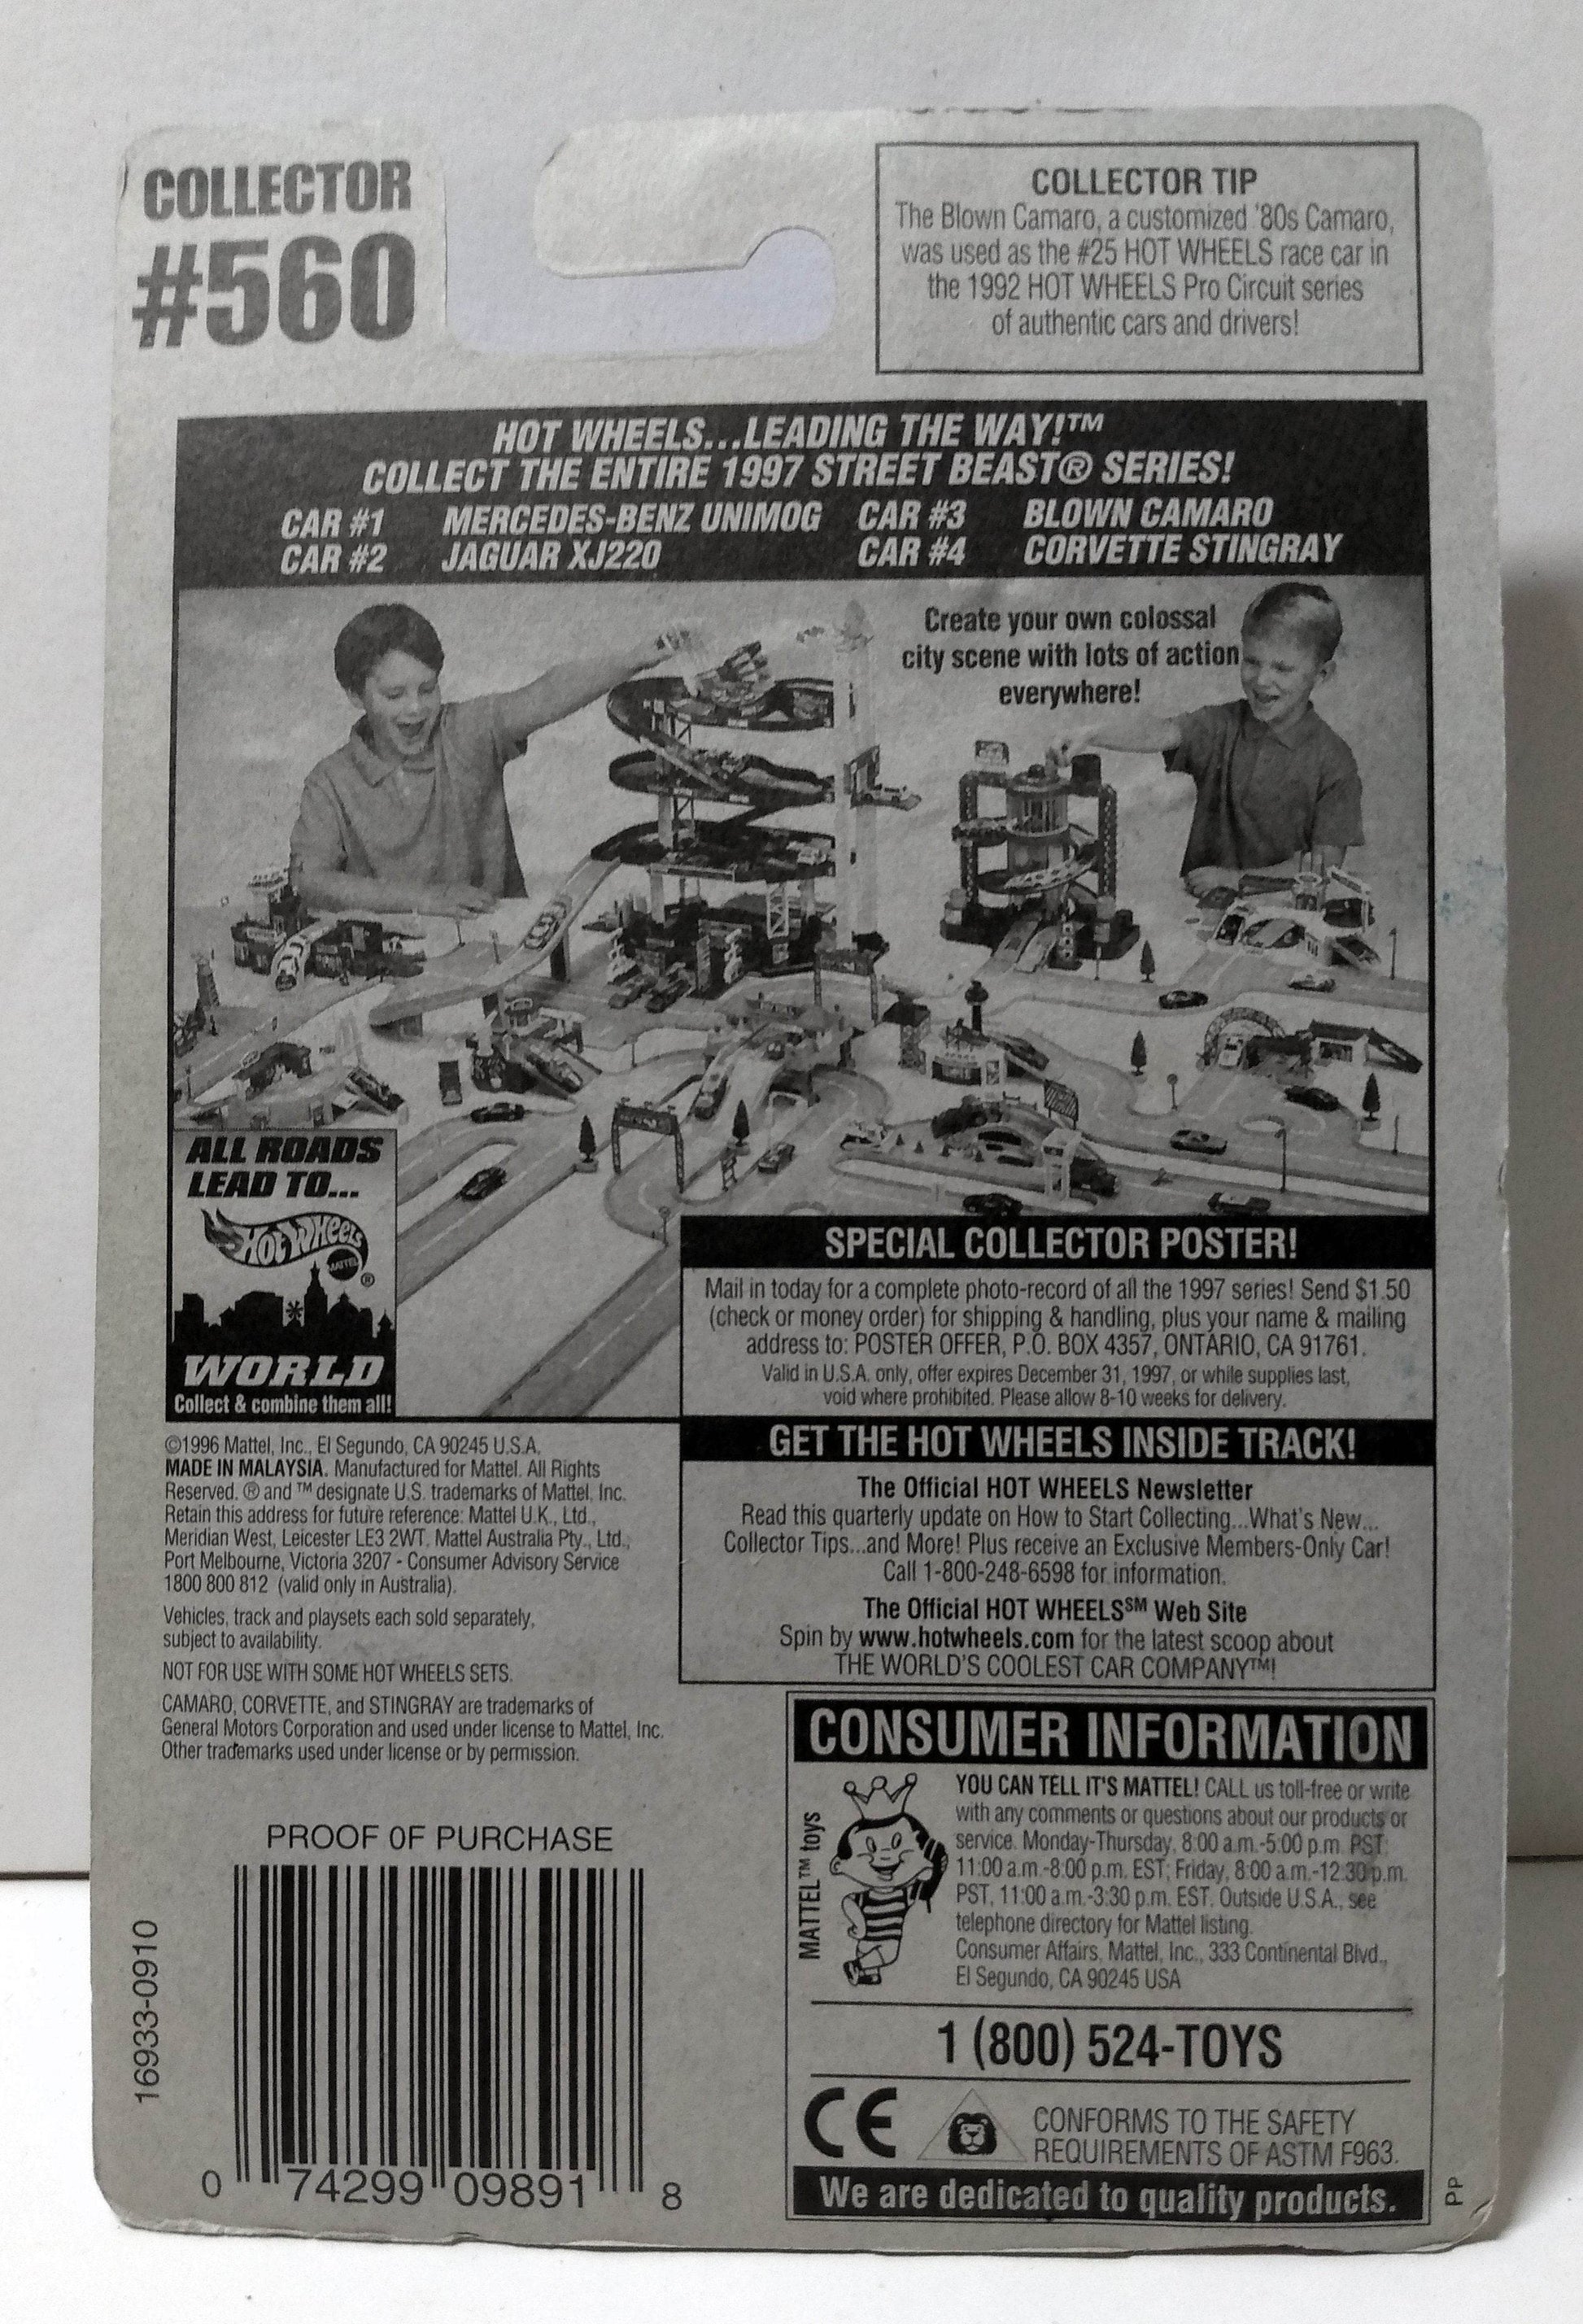 COLLECTOR
#560
COLLECTOR TIP
The Blown Camaro, a customized '80s Camaro,
was used as the #25 HOT WHEELS race car in
the 1992 HOT WHEELS Pro Circuit series
of authentic cars and drivers!
HOT WHEELS...LEADING THE WAY!™
COLLECT THE ENTIRE 1997 STREET BEAST® SERIES!
CAR #1 MERCEDES-BENZ UNIMOG CAR #3 BLOWN CAMARO
CAR #2 JAGUAR XJ220 CAR #4 CORVETTE STINGRAY
Create your own colossal
city scene with lots of action
everywhere!
ALL ROADS
LEAD TO...
Hot Wheels
MATTEL
®
WORLD
Collect & combine them all!
SPECIAL COLLECTOR POSTER!
Mail in today for a complete photo-record of all the 1997 series! Send $1.50
(check or money order) for shipping & handling, plus your name & mailing
address to: POSTER OFFER, P.O. BOX 4357, ONTARIO, CA 91761.
Valid in U.S.A. only, offer expires December 31, 1997, or while supplies last,
void where prohibited. Please allow 8-10 weeks for delivery.
GET THE HOT WHEELS INSIDE TRACK!
The Official HOT WHEELS Newsletter
Read this quarterly update on How to Start Collecting...What's New...
Collector Tips...and More! Plus receive an Exclusive Members-Only Car!
Call 1-800-248-6598 for information.
The Official HOT WHEELS℠ Web Site
Spin by www.hotwheels.com for the latest scoop about
THE WORLD'S COOLEST CAR COMPANY™!
©1996 Mattel, Inc., El Segundo, CA 90245 U.S.A.
MADE IN MALAYSIA. Manufactured for Mattel. All Rights
Reserved. ® and ™ designate U.S. trademarks of Mattel, Inc.
Retain this address for future reference: Mattel U.K., Ltd.,
Meridian West, Leicester LE3 2WT. Mattel Australia Pty., Ltd.,
Port Melbourne, Victoria 3207 - Consumer Advisory Service
1800 800 812 (valid only in Australia).
Vehicles, track and playsets each sold separately,
subject to availability.
NOT FOR USE WITH SOME HOT WHEELS SETS.
CAMARO, CORVETTE, and STINGRAY are trademarks of
General Motors Corporation and used under license to Mattel, Inc.
Other trademarks used under license or by permission.
CONSUMER INFORMATION
MATTEL™ toys
YOU CAN TELL IT'S MATTEL! CALL us toll-free or write
with any comments or questions about our products or
service. Monday-Thursday, 8:00 a.m.-5:00 p.m. PST;
11:00 a.m.-8:00 p.m. EST; Friday, 8:00 a.m.-12:30 p.m.
PST, 11:00 a.m.-3:30 p.m. EST. Outside U.S.A., see
telephone directory for Mattel listing.
Consumer Affairs, Mattel, Inc., 333 Continental Blvd.,
El Segundo, CA 90245 USA
1 (800) 524-TOYS
CE
CONFORMS TO THE SAFETY
REQUIREMENTS OF ASTM F963.
We are dedicated to quality products.
PP
PROOF OF PURCHASE
16933-0910
0 74299 09891 8